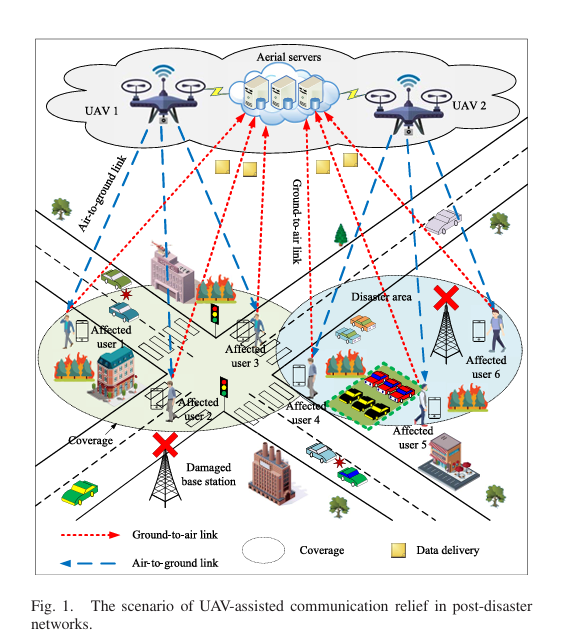 Aerial servers
UAV 1
UAV 2
Air-to-ground link
Ground-to-air link
Disaster area
Affected
user 1
Affected
user 3
Affected
user 6
Affected
user 2
Affected
user 4
Affected
user 5
Coverage
Damaged
base station
Ground-to-air link
Coverage
Data delivery
Air-to-ground link
Fig. 1. The scenario of UAV-assisted communication relief in post-disaster
networks.